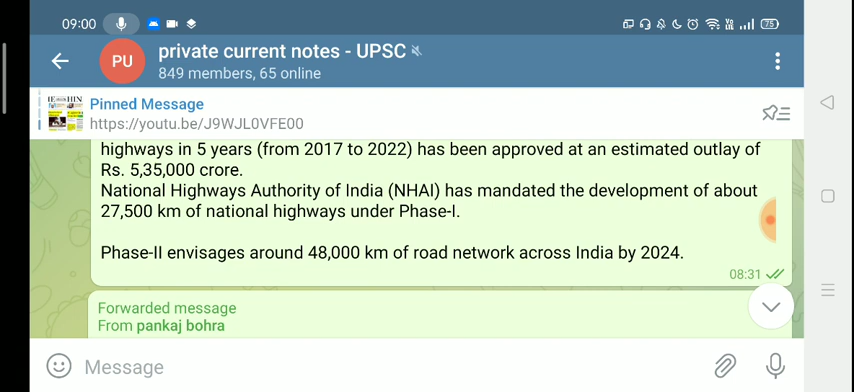 09:00
75
PU
private current notes - UPSC
849 members, 65 online
Pinned Message
https://youtu.be/J9WJL0VFE00
highways in 5 years (from 2017 to 2022) has been approved at an estimated outlay of
Rs. 5,35,000 crore.
National Highways Authority of India (NHAI) has mandated the development of about
27,500 km of national highways under Phase-I.
Phase-II envisages around 48,000 km of road network across India by 2024.
08:31
Forwarded message
From pankaj bohra
Message